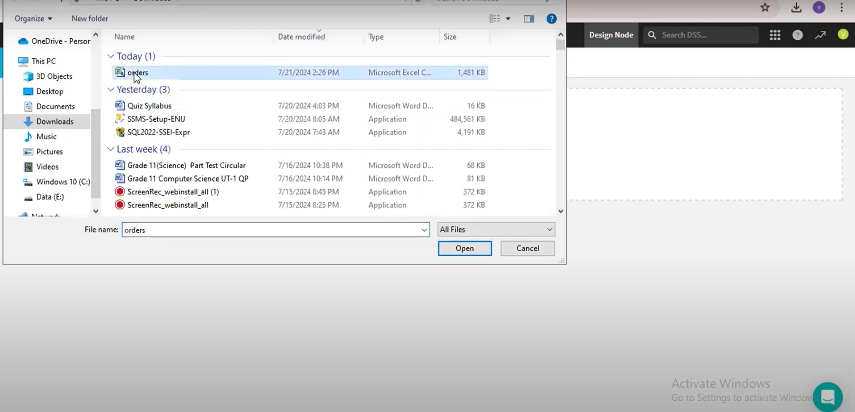 Organize
New folder
Design Node
Search DSS...
Name
Date modified
Type
Size
OneDrive - Person
This PC
3D Objects
Desktop
Documents
Downloads
Music
Pictures
Videos
Windows 10 (C:)
Data (E:)
Today (1)
orders 7/21/2024 2:26 PM Microsoft Excel C... 1,481 KB
Yesterday (3)
Quiz Syllabus 7/20/2024 4:03 PM Microsoft Word D... 16 KB
SSMS-Setup-ENU 7/20/2024 8:05 AM Application 484,561 KB
SQL2022-SSEI-Expr 7/20/2024 7:43 AM Application 4,191 KB
Last week (4)
Grade 11(Science) Part Test Circular 7/16/2024 10:38 PM Microsoft Word D... 68 KB
Grade 11 Computer Science UT-1 QP 7/16/2024 10:14 PM Microsoft Word D... 91 KB
ScreenRec_webinstall_all (1) 7/15/2024 8:45 PM Application 372 KB
ScreenRec_webinstall_all 7/15/2024 8:25 PM Application 372 KB
File name: orders
All Files
Open
Cancel
Activate Windows
Go to Settings to activate Window